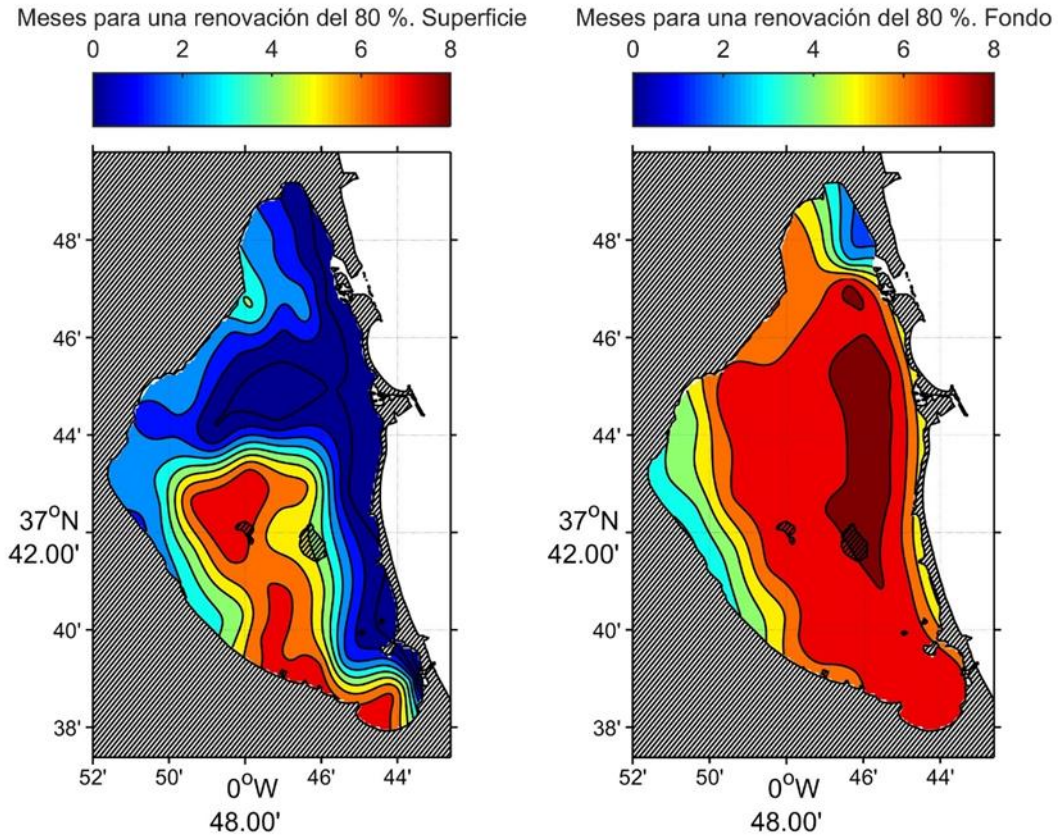 Meses para una renovación del 80 %. Superficie
0 2 4 6 8
48'
46'
44'
37°N
42.00'
40'
38'
52' 50' 0°W 46' 44'
48.00'
Meses para una renovación del 80 %. Fondo
0 2 4 6 8
48'
46'
44'
37°N
42.00'
40'
38'
52' 50' 0°W 46' 44'
48.00'